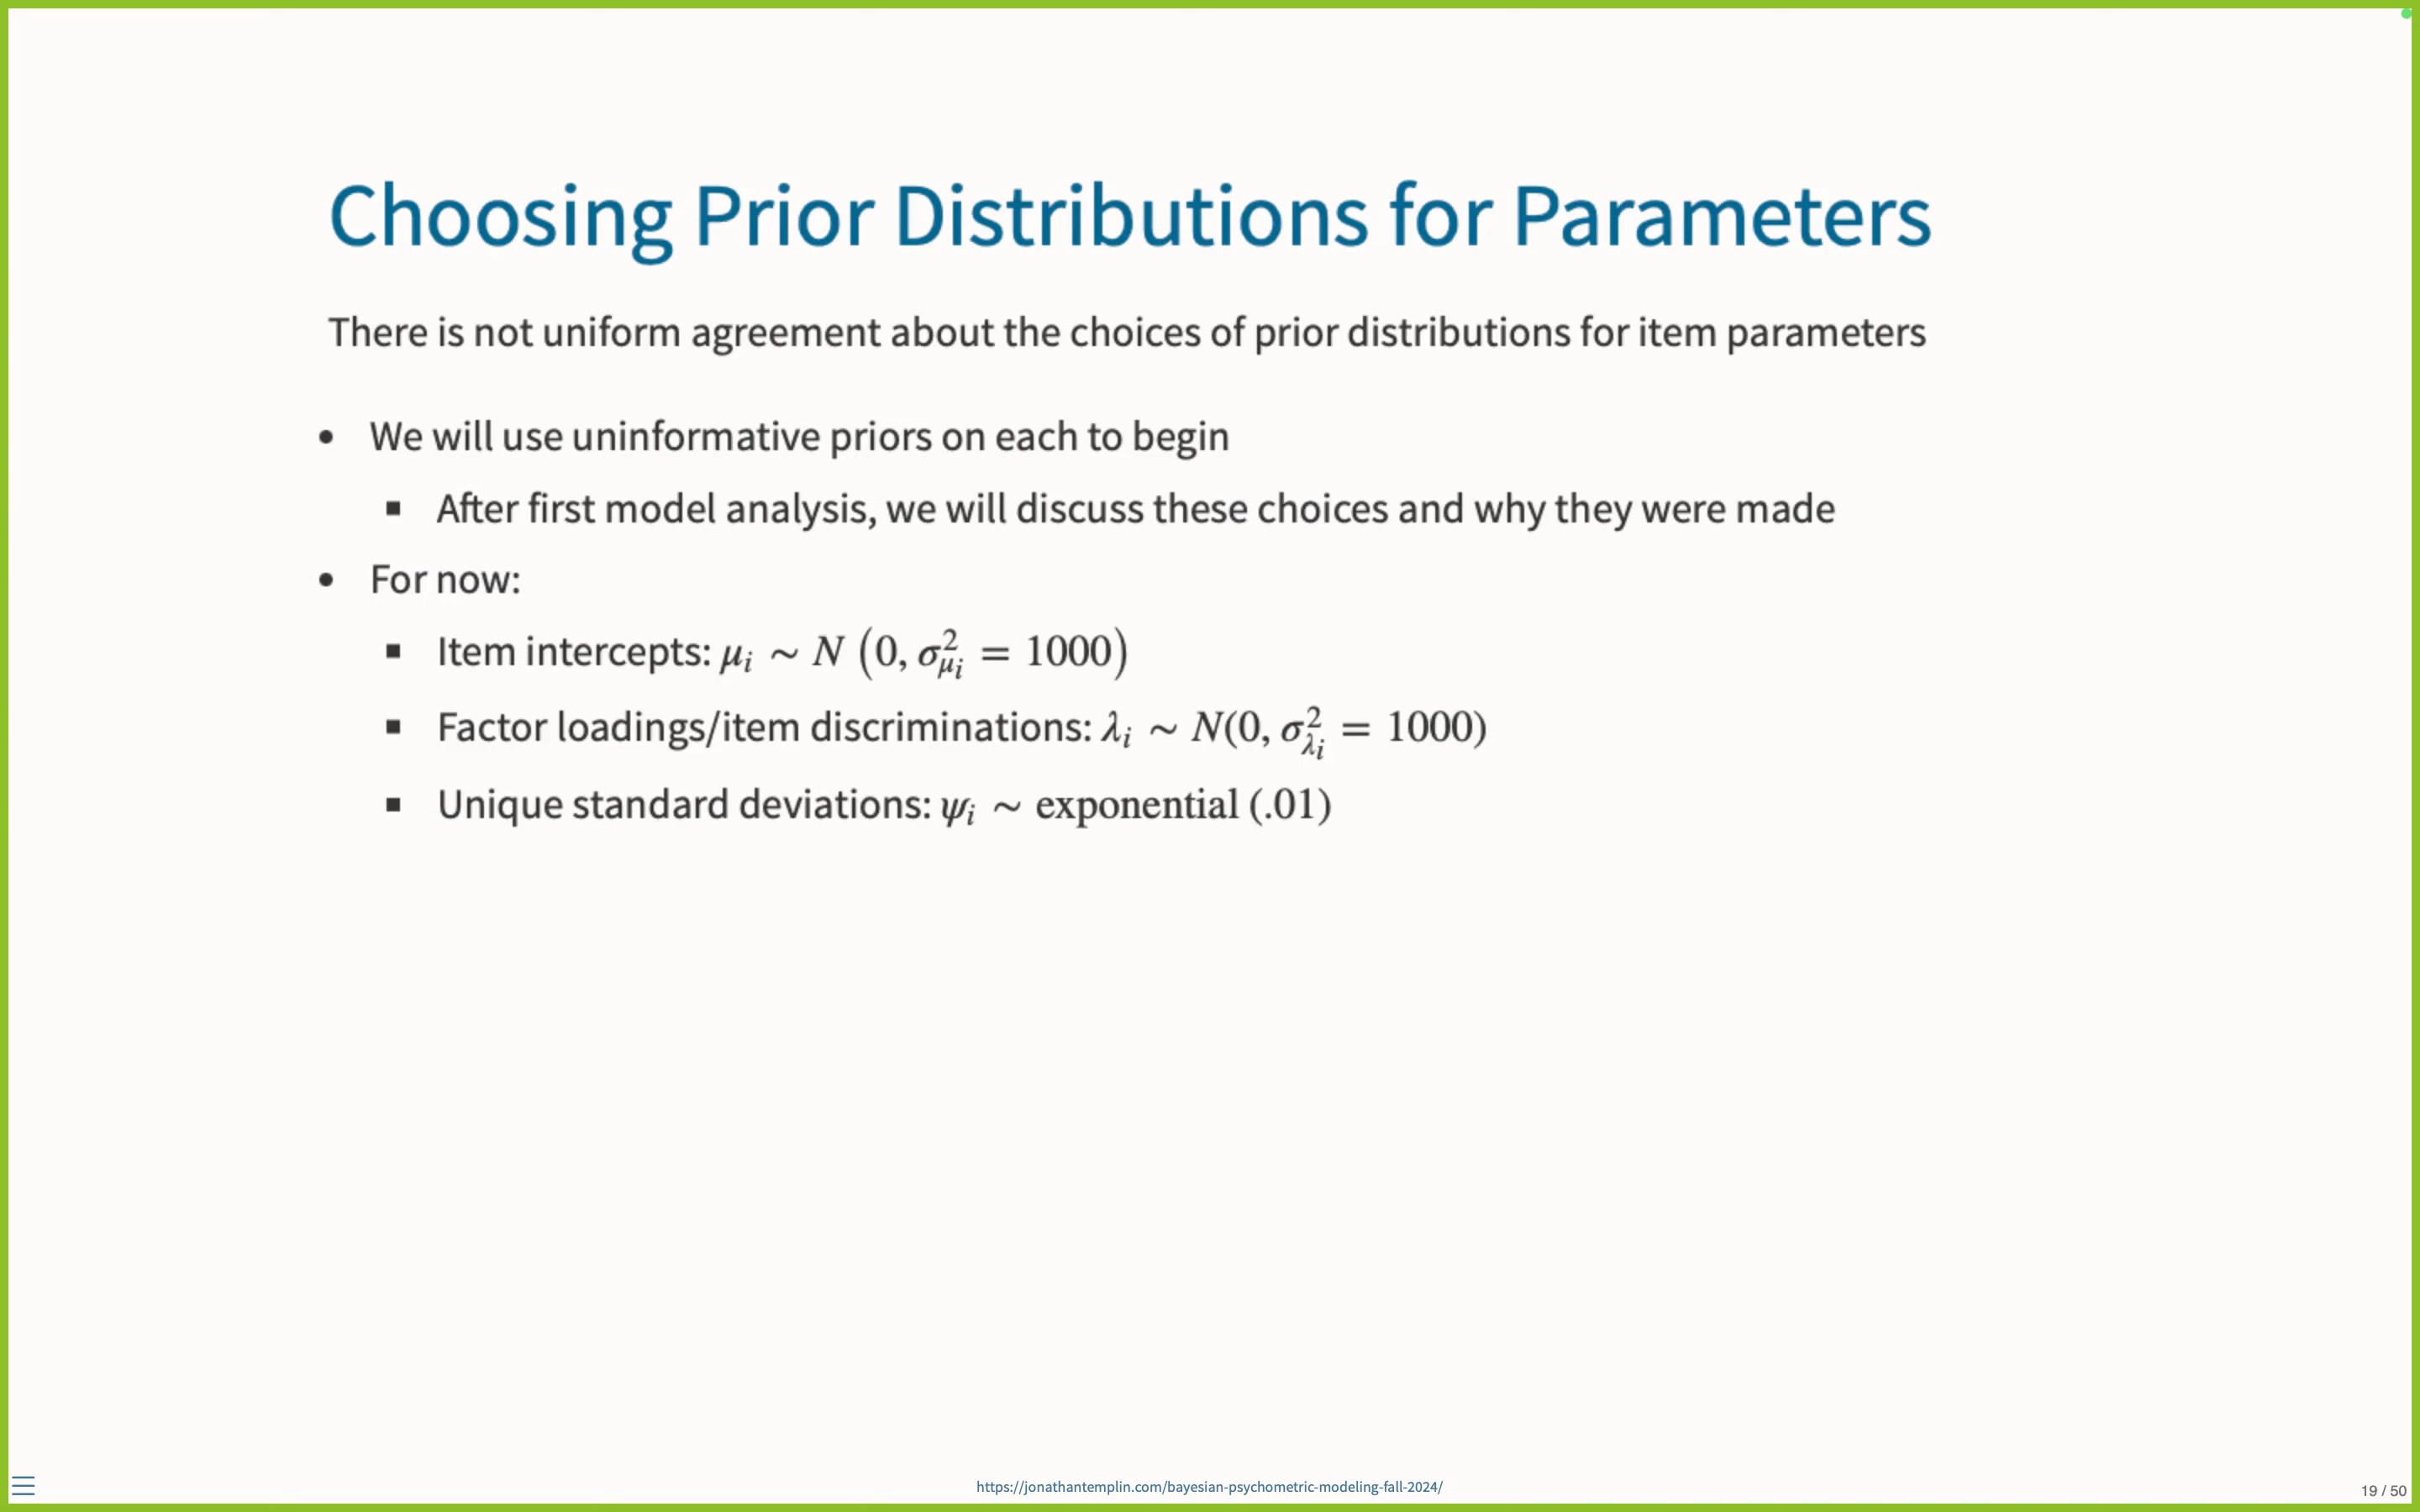 Choosing Prior Distributions for Parameters
There is not uniform agreement about the choices of prior distributions for item parameters
• We will use uninformative priors on each to begin
▪ After first model analysis, we will discuss these choices and why they were made
• For now:
▪ Item intercepts: μᵢ ∼ N (0, σ²_μᵢ = 1000)
▪ Factor loadings/item discriminations: λᵢ ∼ N(0, σ²_λᵢ = 1000)
▪ Unique standard deviations: ψᵢ ∼ exponential (.01)
https://jonathantemplin.com/bayesian-psychometric-modeling-fall-2024/
19 / 50